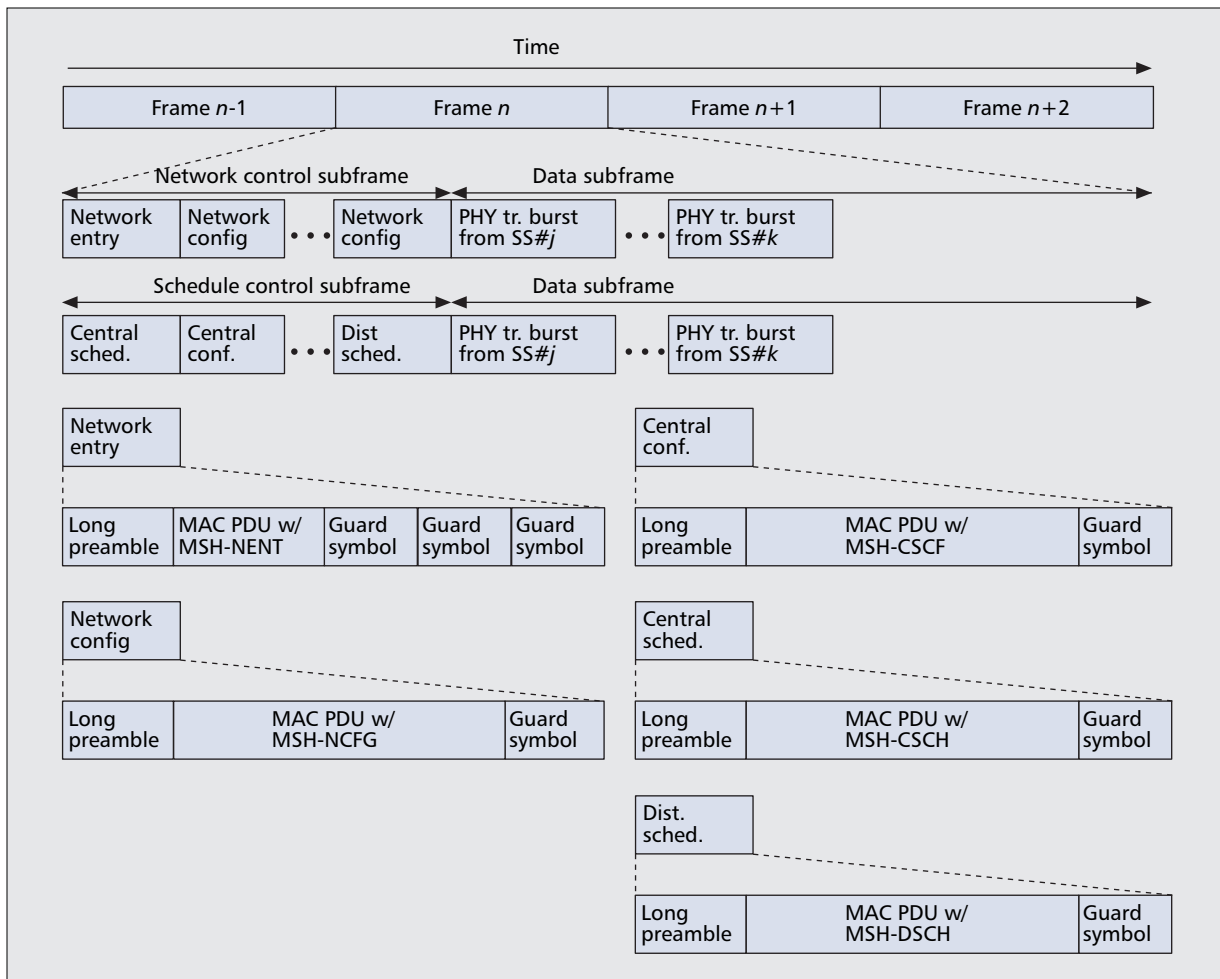 Time
Frame n-1
Frame n
Frame n+1
Frame n+2
Network control subframe
Data subframe
Network
entry
Network
config
• • •
Network
config
PHY tr. burst
from SS#j
• • •
PHY tr. burst
from SS#k
Schedule control subframe
Data subframe
Central
sched.
Central
conf.
• • •
Dist
sched.
PHY tr. burst
from SS#j
• • •
PHY tr. burst
from SS#k
Network
entry
Long
preamble
MAC PDU w/
MSH-NENT
Guard
symbol
Guard
symbol
Guard
symbol
Central
conf.
Long
preamble
MAC PDU w/
MSH-CSCF
Guard
symbol
Network
config
Long
preamble
MAC PDU w/
MSH-NCFG
Guard
symbol
Central
sched.
Long
preamble
MAC PDU w/
MSH-CSCH
Guard
symbol
Dist.
sched.
Long
preamble
MAC PDU w/
MSH-DSCH
Guard
symbol